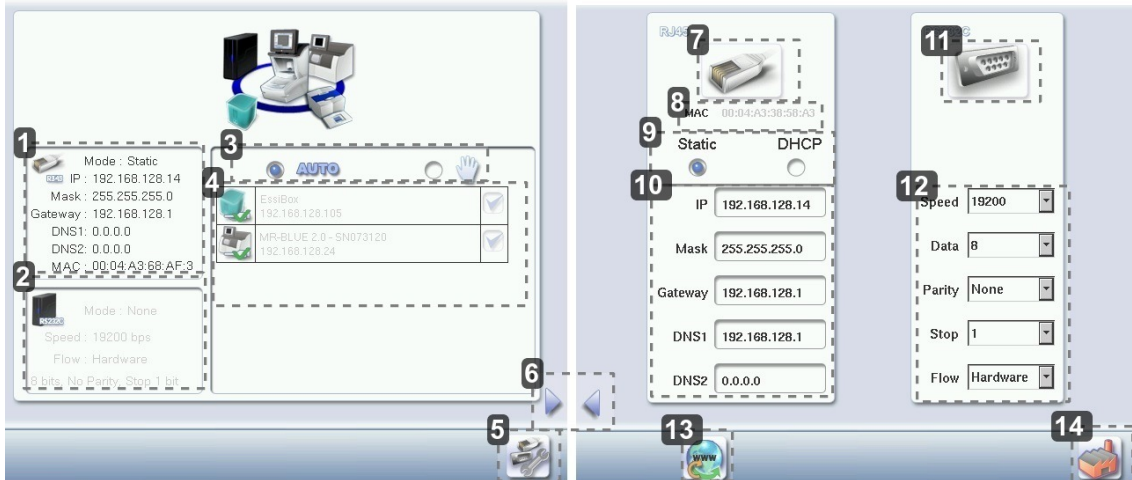 1
Mode : Static
IP : 192.168.128.14
Mask : 255.255.255.0
Gateway : 192.168.128.1
DNS1: 0.0.0.0
DNS2: 0.0.0.0
MAC : 00:04:A3:68:AF:3
2
RS232C
Mode : None
Speed : 19200 bps
Flow : Hardware
8 bits, No Parity, Stop 1 bit
3
AUTO
4
EssiBox
192.168.128.105
MR-BLUE 2.0 - SN073120
192.168.128.24
5
6
RJ45
7
8
MAC 00:04:A3:38:58:A3
9
Static DHCP
10
IP 192.168.128.14
Mask 255.255.255.0
Gateway 192.168.128.1
DNS1 192.168.128.1
DNS2 0.0.0.0
11
12
Speed 19200
Data 8
Parity None
Stop 1
Flow Hardware
13
www
14